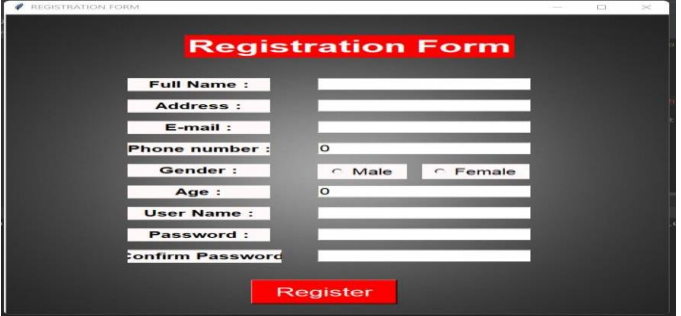 REGISTRATION FORM
Registration Form
Full Name :
Address :
E-mail :
Phone number : 0
Gender : Male Female
Age : 0
User Name :
Password :
Confirm Password
Register